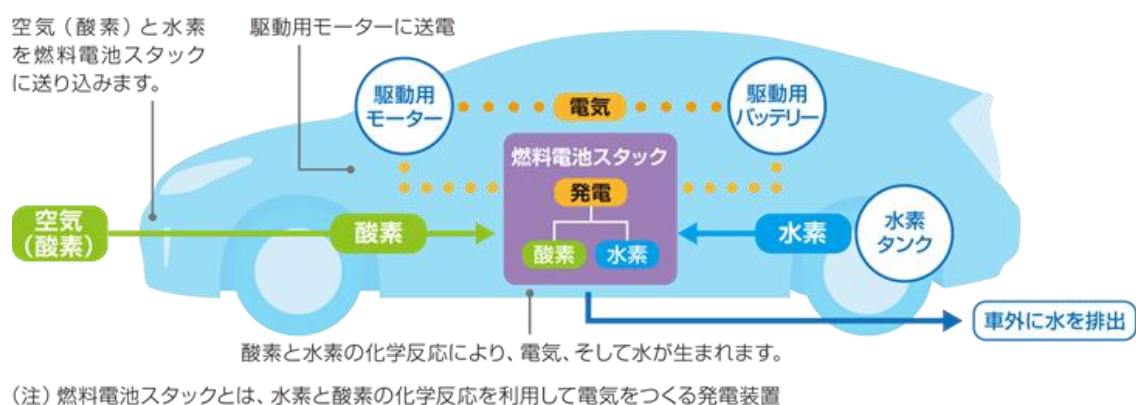 空気（酸素）と水素
を燃料電池スタック
に送り込みます。
駆動用モーターに送電
駆動用
モーター
電気
駆動用
バッテリー
燃料電池スタック
発電
酸素
水素
空気
（酸素）
酸素
水素
水素
タンク
車外に水を排出
酸素と水素の化学反応により、電気、そして水が生まれます。
（注）燃料電池スタックとは、水素と酸素の化学反応を利用して電気をつくる発電装置